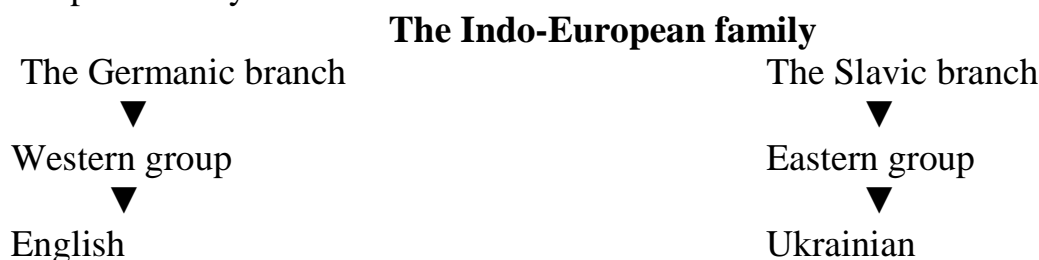 The Indo-European family
The Germanic branch The Slavic branch
▼ ▼
Western group Eastern group
▼ ▼
English Ukrainian